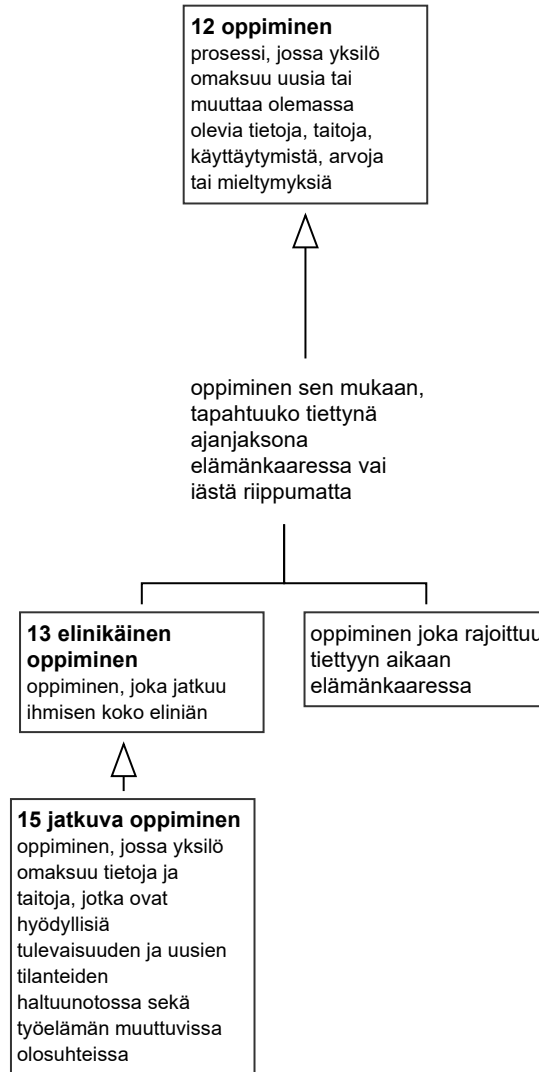 12 oppiminen
prosessi, jossa yksilö
omaksuu uusia tai
muuttaa olemassa
olevia tietoja, taitoja,
käyttäytymistä, arvoja
tai mieltymyksiä
oppiminen sen mukaan,
tapahtuuko tiettynä
ajanjaksona
elämänkaaressa vai
iästä riippumatta
13 elinikäinen
oppiminen
oppiminen, joka jatkuu
ihmisen koko eliniän
oppiminen joka rajoittuu
tiettyyn aikaan
elämänkaaressa
15 jatkuva oppiminen
oppiminen, jossa yksilö
omaksuu tietoja ja
taitoja, jotka ovat
hyödyllisiä
tulevaisuuden ja uusien
tilanteiden
haltuunotossa sekä
työelämän muuttuvissa
olosuhteissa